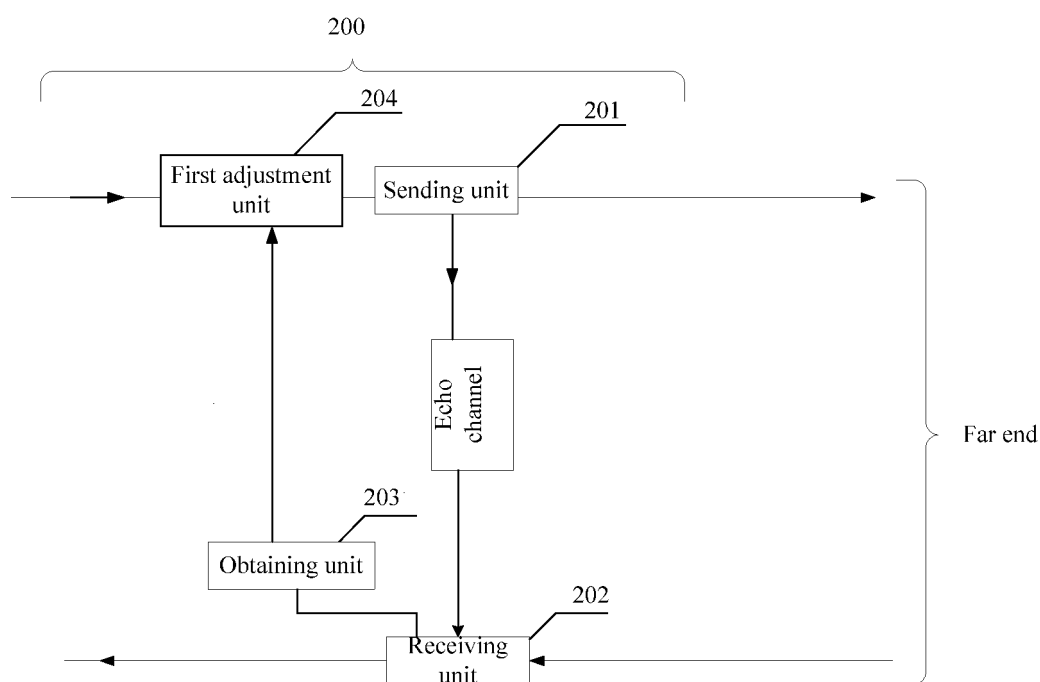 200
204
201
First adjustment
unit
Sending unit
Echo
channel
Far end
203
Obtaining unit
202
Receiving
unit